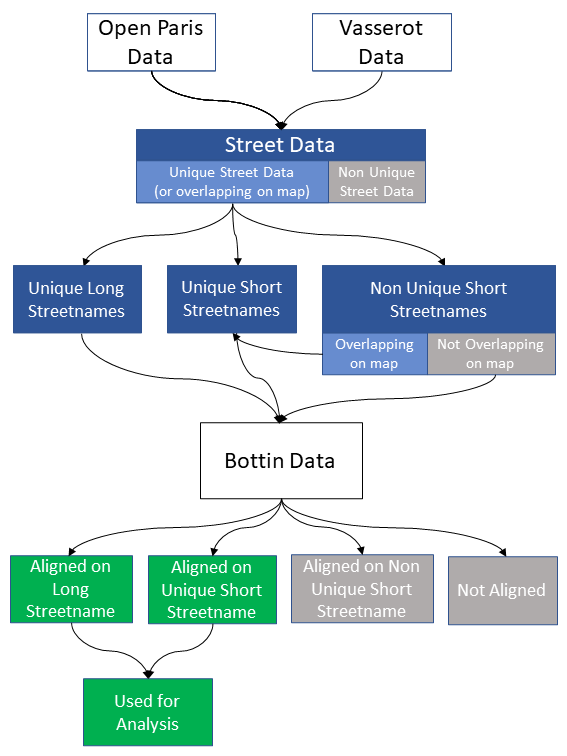 Open Paris
Data
Vasserot
Data
Street Data
Unique Street Data
(or overlapping on map)
Non Unique
Street Data
Unique Long
Streetnames
Unique Short
Streetnames
Non Unique Short
Streetnames
Overlapping
on map
Not Overlapping
on map
Bottin Data
Aligned on
Long
Streetname
Aligned on
Unique Short
Streetname
Aligned on Non
Unique Short
Streetname
Not Aligned
Used for
Analysis